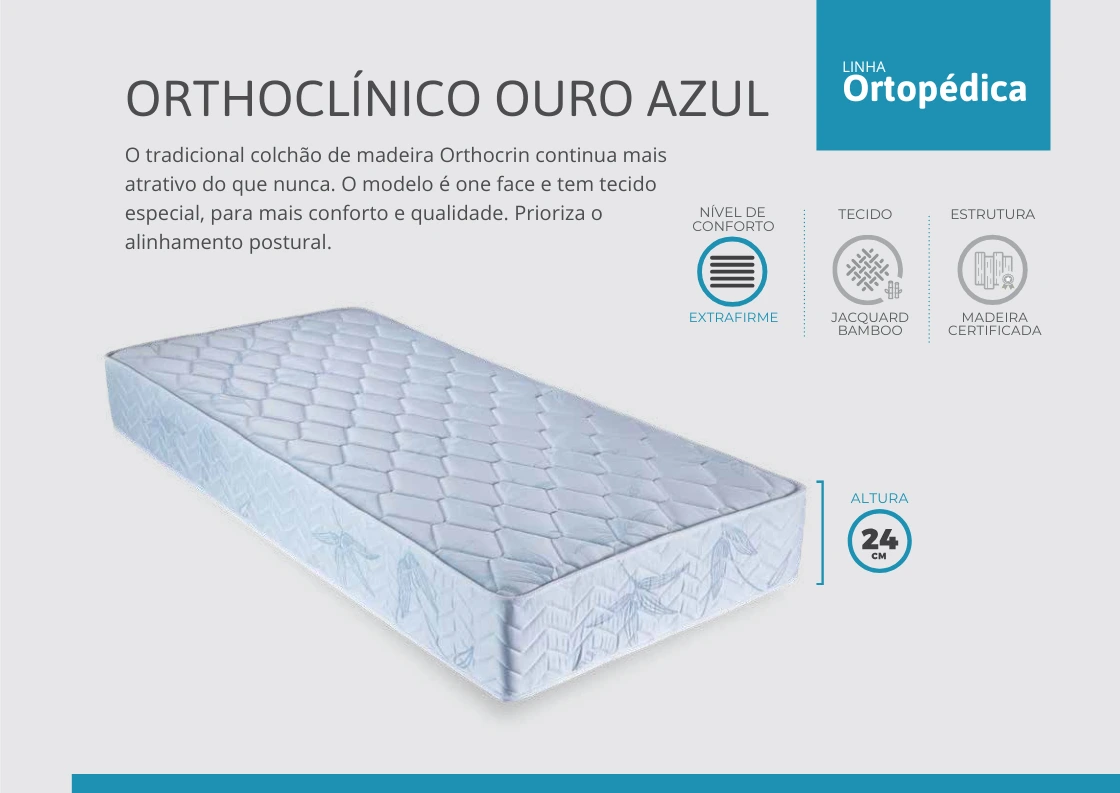 LINHA
Ortopédica
ORTHOCLÍNICO OURO AZUL
O tradicional colchão de madeira Orthocrin continua mais
atrativo do que nunca. O modelo é one face e tem tecido
especial, para mais conforto e qualidade. Prioriza o
alinhamento postural.
NÍVEL DE
CONFORTO
EXTRAFIRME
TECIDO
JACQUARD
BAMBOO
ESTRUTURA
MADEIRA
CERTIFICADA
ALTURA
24
CM